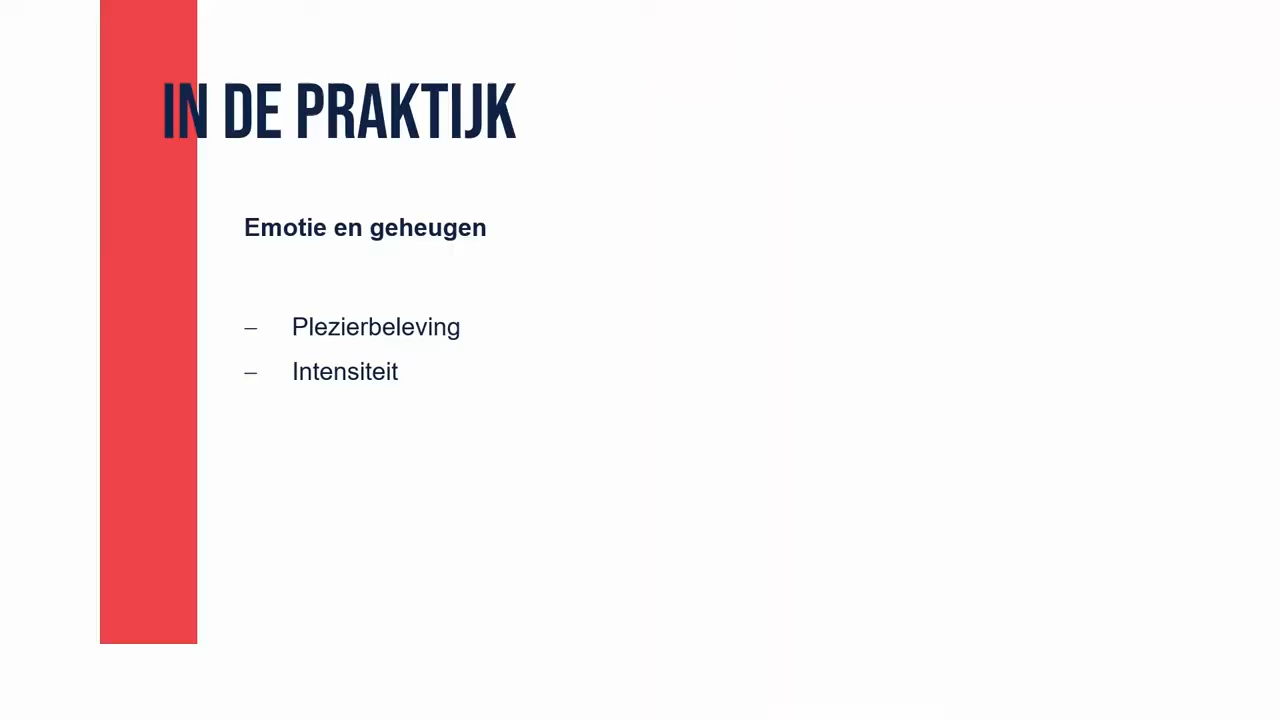 IN DE PRAKTIJK
Emotie en geheugen
– Plezierbeleving
– Intensiteit